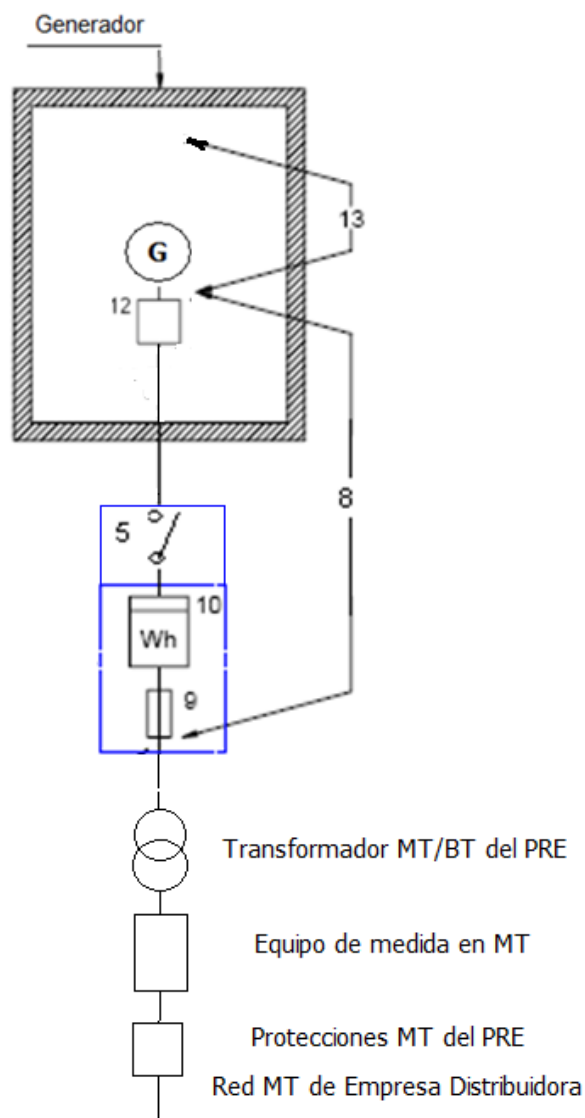 Generador
13
G
12
8
5
10
Wh
9
Transformador MT/BT del PRE
Equipo de medida en MT
Protecciones MT del PRE
Red MT de Empresa Distribuidora